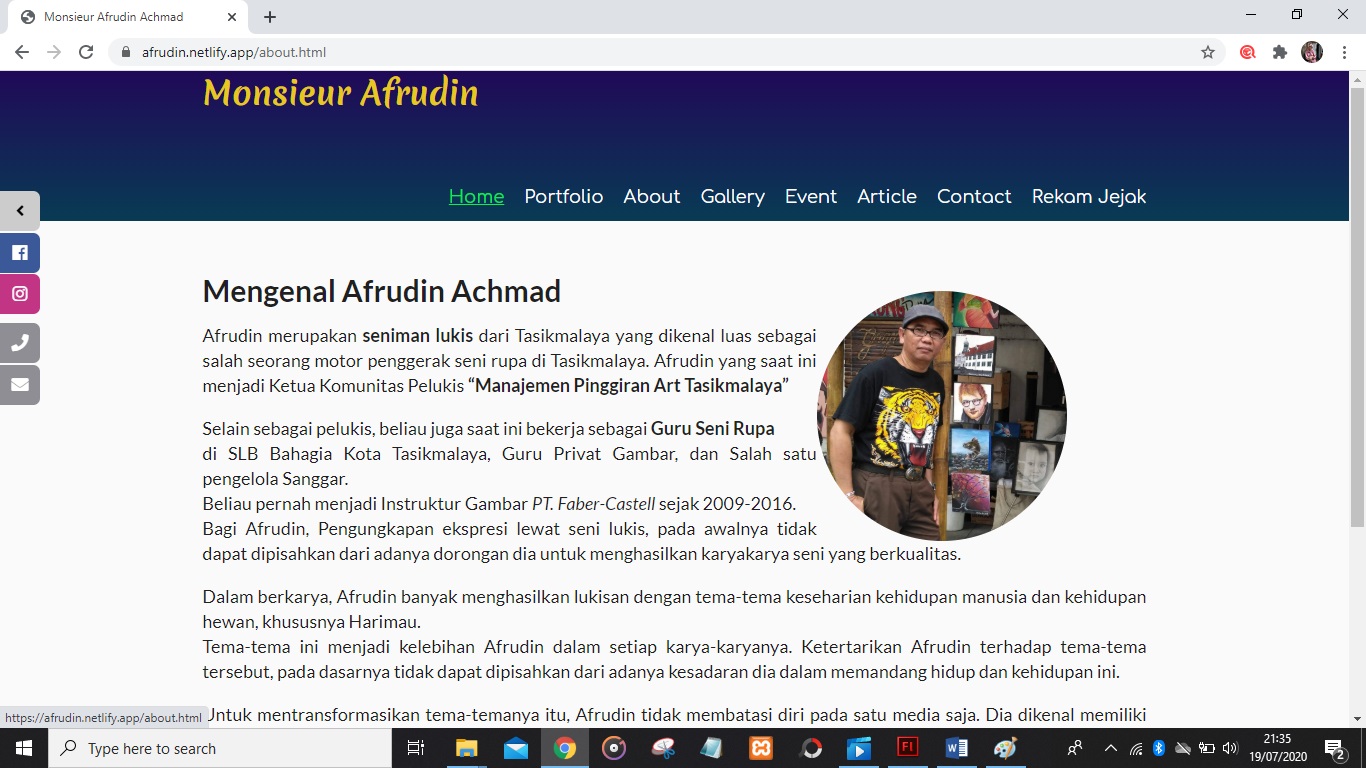 Monsieur Afrudin Achmad
afrudin.netlify.app/about.html
Monsieur Afrudin
Home Portfolio About Gallery Event Article Contact Rekam Jejak
Mengenal Afrudin Achmad
Afrudin merupakan seniman lukis dari Tasikmalaya yang dikenal luas sebagai
salah seorang motor penggerak seni rupa di Tasikmalaya. Afrudin yang saat ini
menjadi Ketua Komunitas Pelukis “Manajemen Pinggiran Art Tasikmalaya”
Selain sebagai pelukis, beliau juga saat ini bekerja sebagai Guru Seni Rupa
di SLB Bahagia Kota Tasikmalaya, Guru Privat Gambar, dan Salah satu
pengelola Sanggar.
Beliau pernah menjadi Instruktur Gambar PT. Faber-Castell sejak 2009-2016.
Bagi Afrudin, Pengungkapan ekspresi lewat seni lukis, pada awalnya tidak
dapat dipisahkan dari adanya dorongan dia untuk menghasilkan karyakarya seni yang berkualitas.
Dalam berkarya, Afrudin banyak menghasilkan lukisan dengan tema-tema keseharian kehidupan manusia dan kehidupan
hewan, khususnya Harimau.
Tema-tema ini menjadi kelebihan Afrudin dalam setiap karya-karyanya. Ketertarikan Afrudin terhadap tema-tema
tersebut, pada dasarnya tidak dapat dipisahkan dari adanya kesadaran dia dalam memandang hidup dan kehidupan ini.
Untuk mentransformasikan tema-temanya itu, Afrudin tidak membatasi diri pada satu media saja. Dia dikenal memiliki
https://afrudin.netlify.app/about.html
Type here to search
21:35
19/07/2020
2